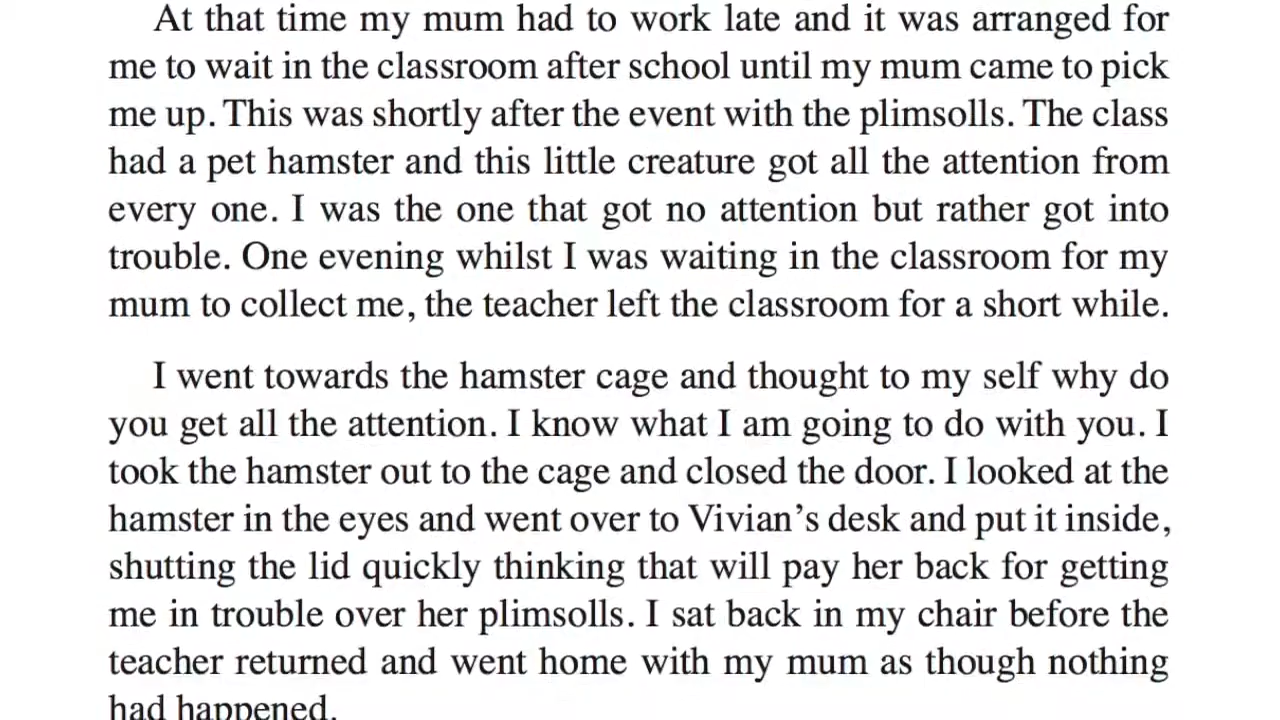 At that time my mum had to work late and it was arranged for
me to wait in the classroom after school until my mum came to pick
me up. This was shortly after the event with the plimsolls. The class
had a pet hamster and this little creature got all the attention from
every one. I was the one that got no attention but rather got into
trouble. One evening whilst I was waiting in the classroom for my
mum to collect me, the teacher left the classroom for a short while.
I went towards the hamster cage and thought to my self why do
you get all the attention. I know what I am going to do with you. I
took the hamster out to the cage and closed the door. I looked at the
hamster in the eyes and went over to Vivian’s desk and put it inside,
shutting the lid quickly thinking that will pay her back for getting
me in trouble over her plimsolls. I sat back in my chair before the
teacher returned and went home with my mum as though nothing
had happened.